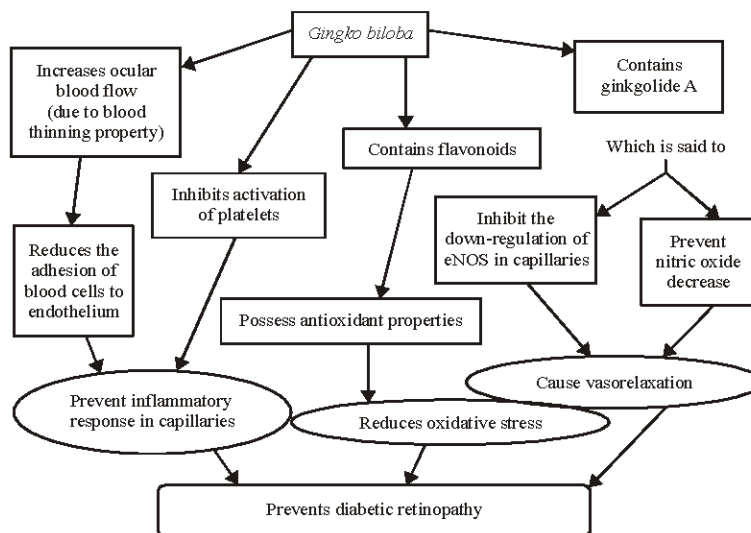 Gingko biloba
Increases ocular
blood flow
(due to blood
thinning property)
Contains
ginkgolide A
Contains flavonoids
Which is said to
Inhibits activation
of platelets
Inhibit the
down-regulation of
eNOS in capillaries
Prevent
nitric oxide
decrease
Reduces the
adhesion of
blood cells to
endothelium
Possess antioxidant properties
Prevent inflammatory
response in capillaries
Reduces oxidative stress
Cause vasorelaxation
Prevents diabetic retinopathy